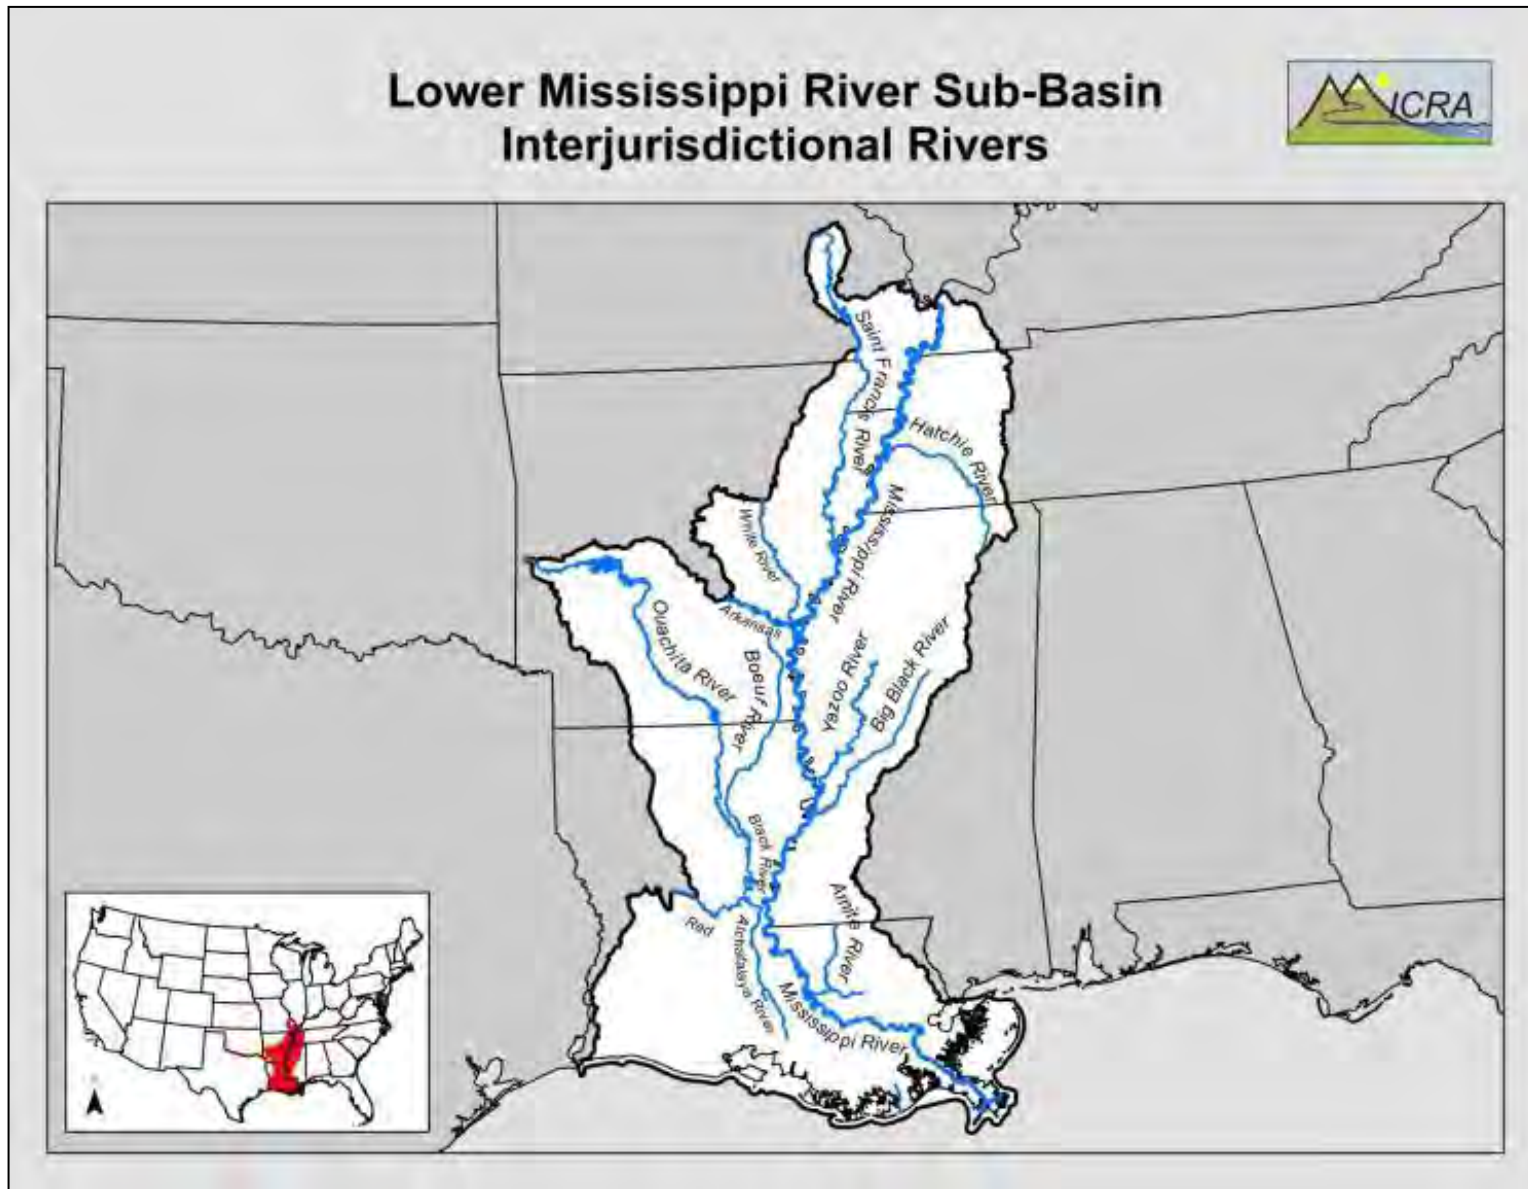 Lower Mississippi River Sub-Basin
Interjurisdictional Rivers
MICRA
Saint Francis River
Hatchie River
Mississippi River
White River
Arkansas
Ouachita River
Boeuf River
Yazoo River
Big Black River
Black River
Red
Atchafalaya River
Amite River
Mississippi River